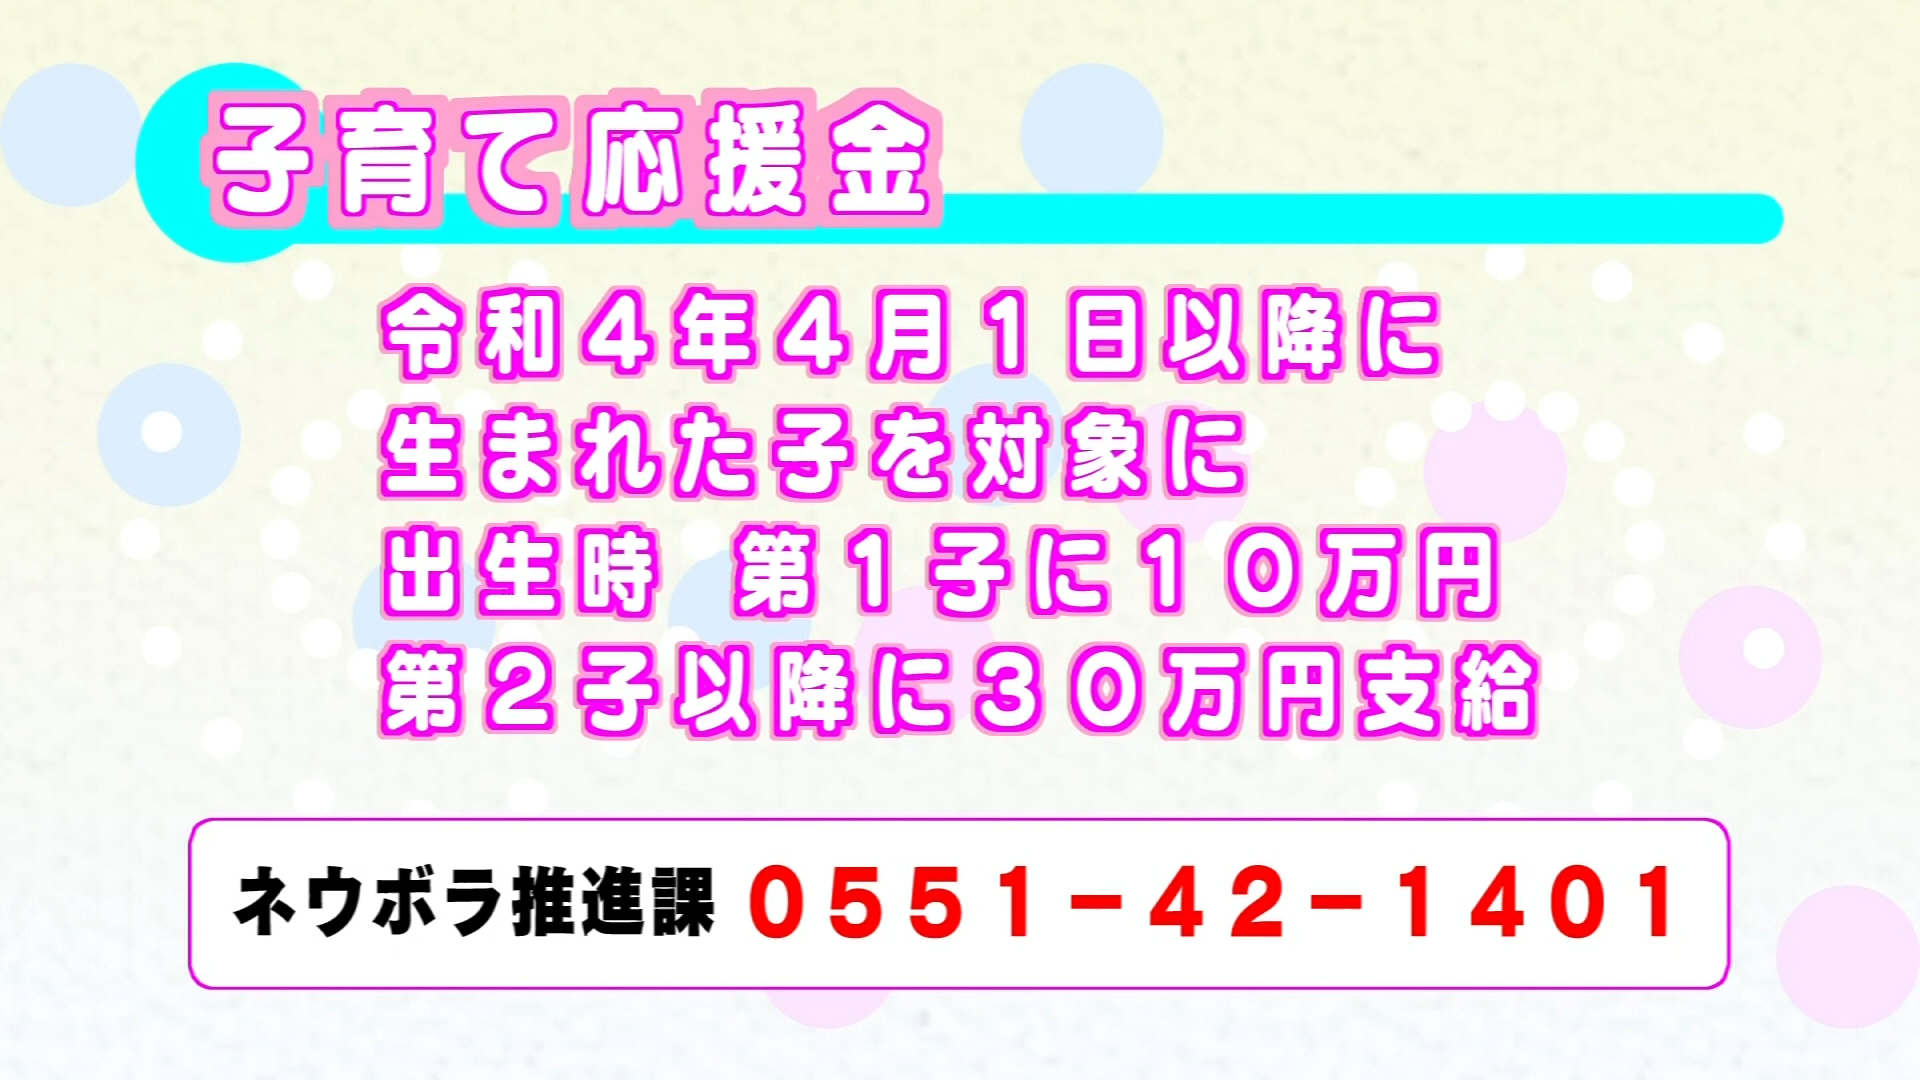 子育て応援金
令和４年４月１日以降に
生まれた子を対象に
出生時　第１子に１０万円
第２子以降に３０万円支給
ネウボラ推進課 ０５５１－４２－１４０１